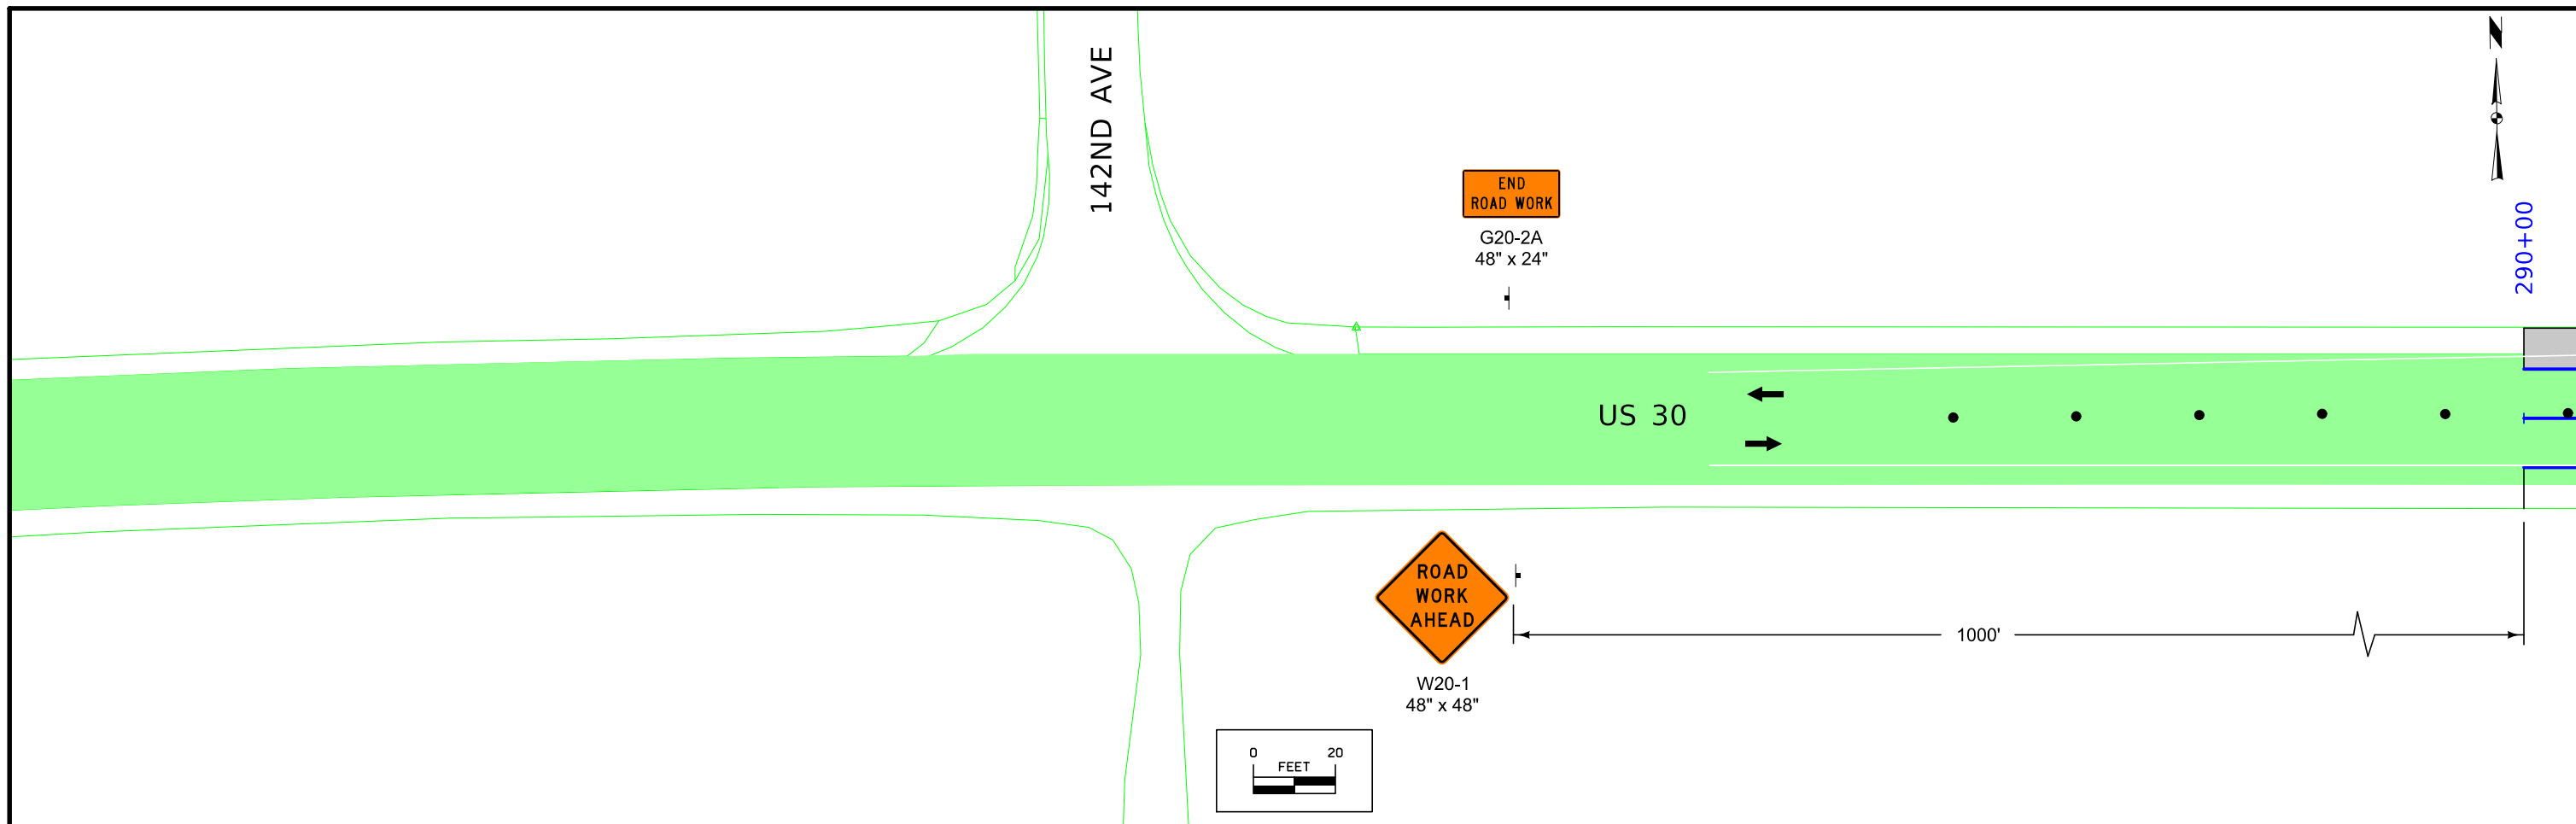 142ND AVE
N
END
ROAD WORK
G20-2A
48" x 24"
290+00
US 30
ROAD
WORK
AHEAD
W20-1
48" x 48"
1000'
0 20
FEET